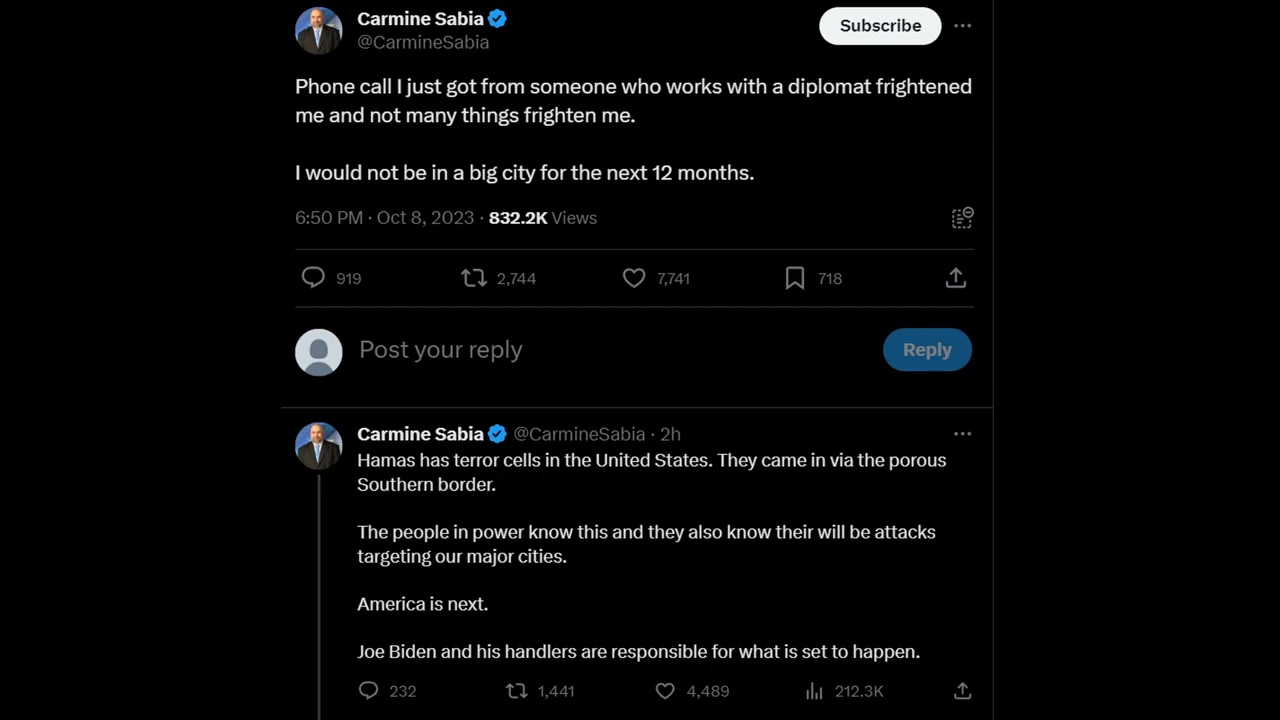 Carmine Sabia
@CarmineSabia
Subscribe
Phone call I just got from someone who works with a diplomat frightened
me and not many things frighten me.
I would not be in a big city for the next 12 months.
6:50 PM · Oct 8, 2023 · 832.2K Views
919 2,744 7,741 718
Post your reply
Reply
Carmine Sabia @CarmineSabia · 2h
Hamas has terror cells in the United States. They came in via the porous
Southern border.
The people in power know this and they also know their will be attacks
targeting our major cities.
America is next.
Joe Biden and his handlers are responsible for what is set to happen.
232 1,441 4,489 212.3K